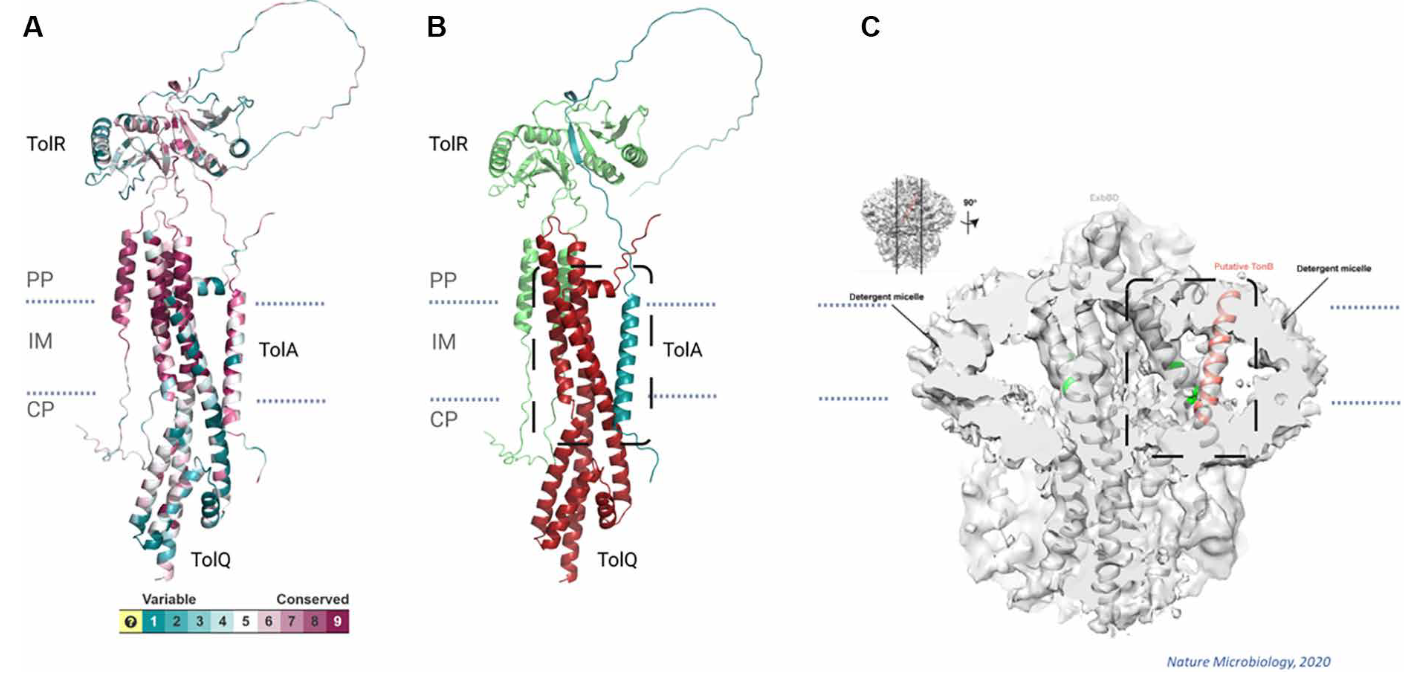 A
B
C
TolR
TolR
PP
IM
CP
PP
IM
CP
TolA
TolA
TolQ
TolQ
Variable
Conserved
? 1 2 3 4 5 6 7 8 9
90°
ExbBD
Putative TonB
Detergent micelle
Detergent micelle
Nature Microbiology, 2020